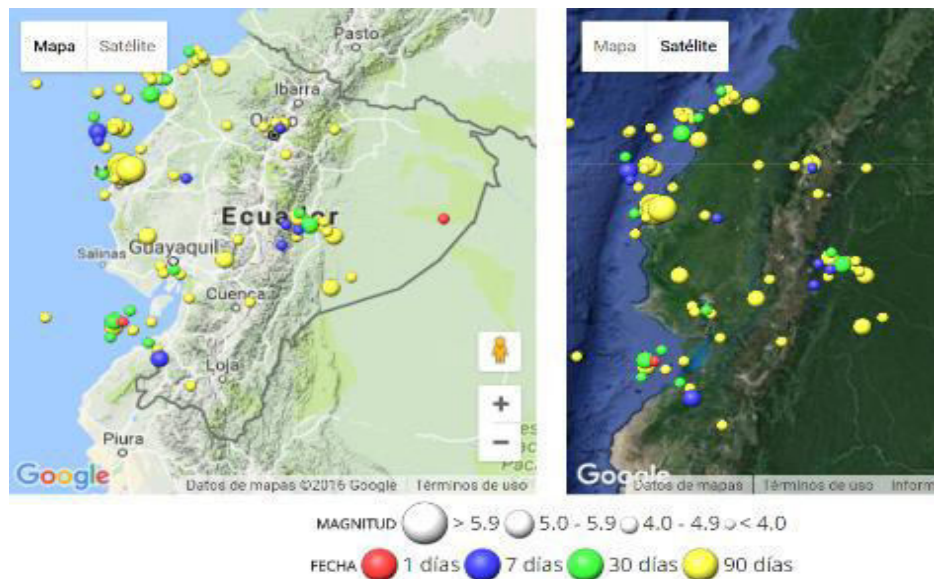 Mapa Satélite
Pasto
Ibarra
Ecuador
Salinas
Guayaquil
Cuenca
Loja
Piura
+
−
Google
Datos de mapas ©2016 Google Términos de uso
Mapa Satélite
Google
Datos de mapas Términos de uso Inform
MAGNITUD > 5.9 5.0 - 5.9 4.0 - 4.9 < 4.0
FECHA 1 días 7 días 30 días 90 días